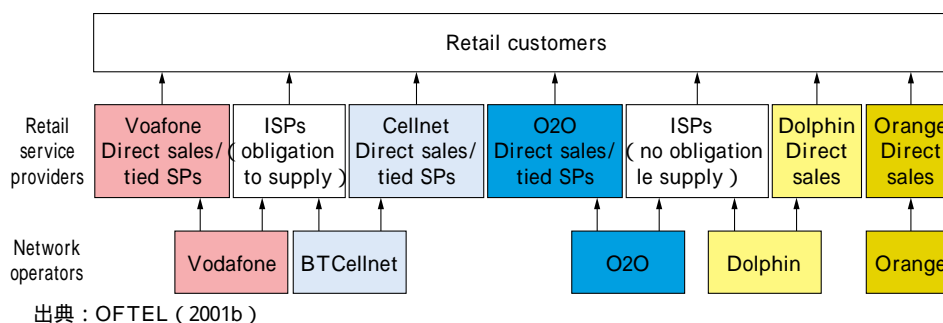 Retail customers
Retail
service
providers
Voafone
Direct sales/
tied SPs
ISPs
( obligation
to supply )
Cellnet
Direct sales/
tied SPs
O2O
Direct sales/
tied SPs
ISPs
( no obligation
le supply )
Dolphin
Direct
sales
Orange
Direct
sales
Network
operators
Vodafone
BTCellnet
O2O
Dolphin
Orange
出典：OFTEL（2001b）